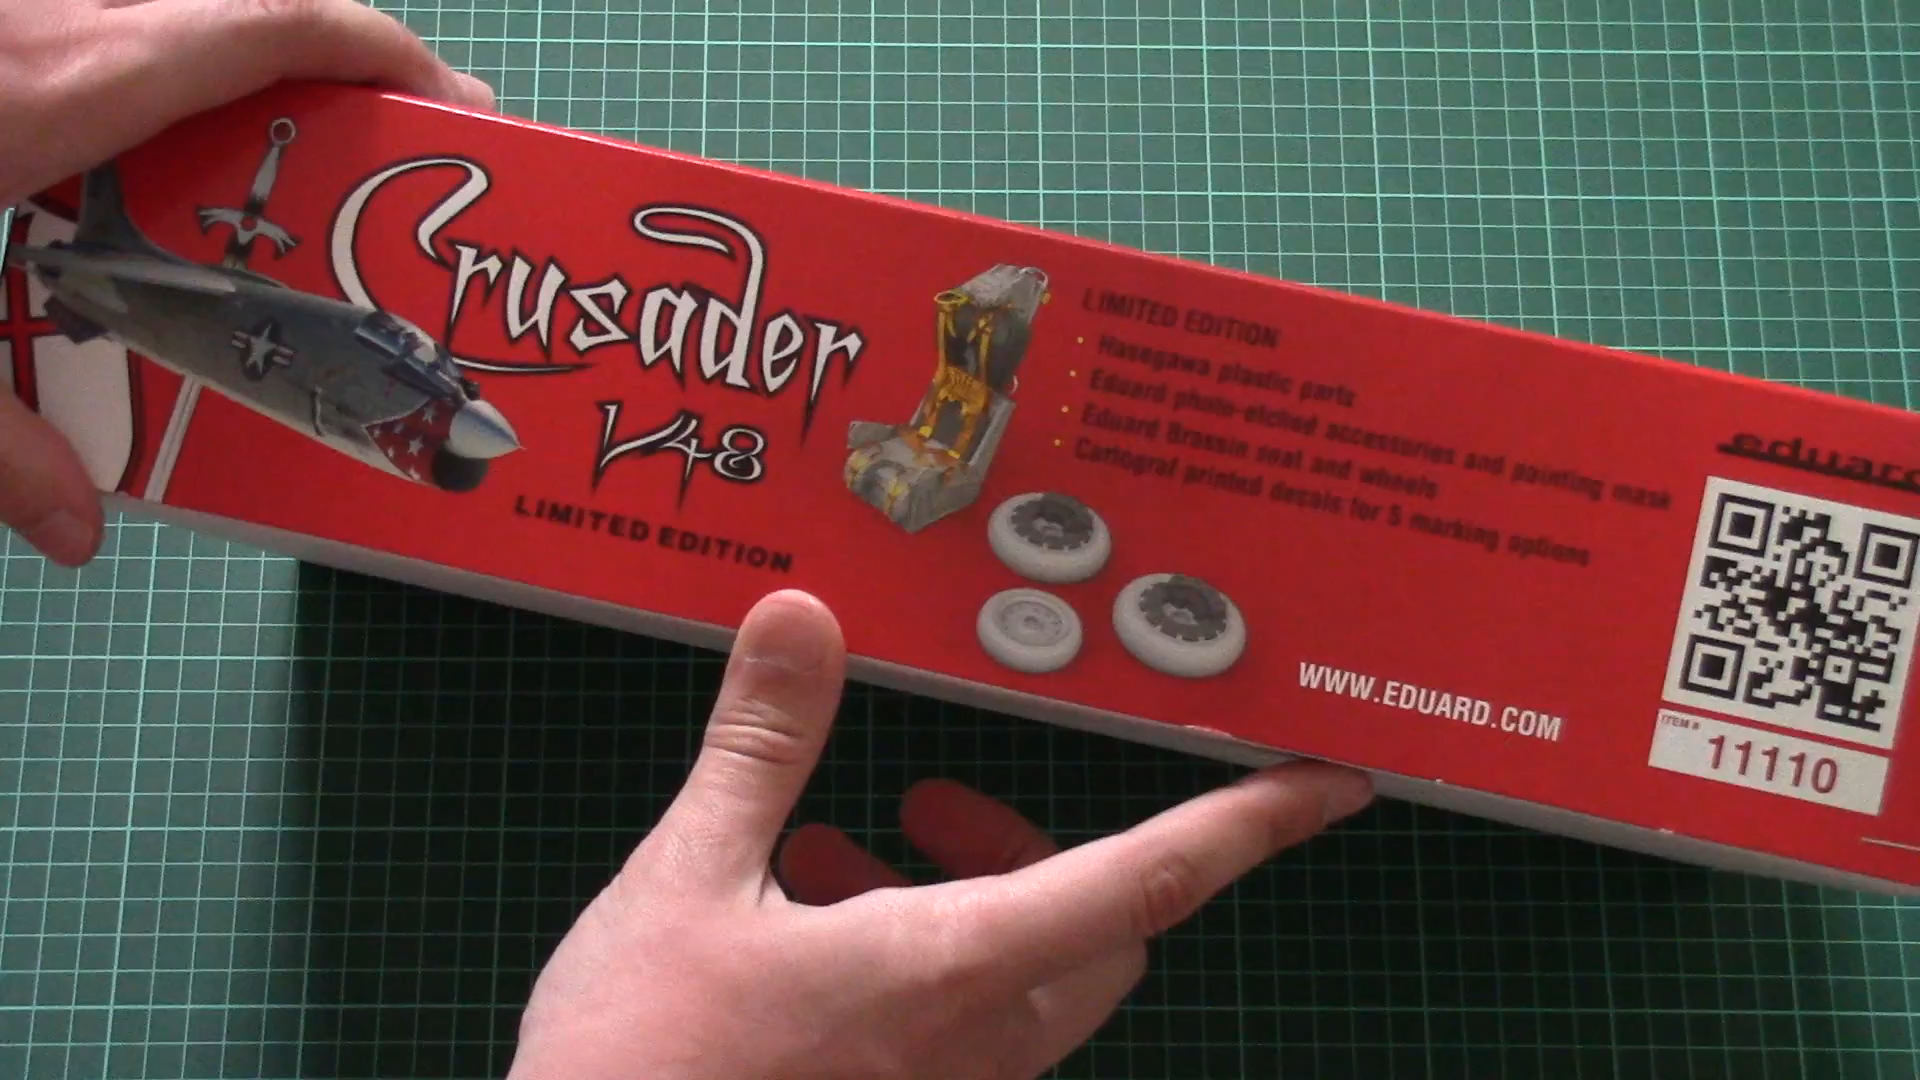 Crusader
1/48
LIMITED EDITION
LIMITED EDITION
• Hasegawa plastic parts
• Eduard photo-etched accessories and painting mask
• Eduard Brassin seat and wheels
• Cartograf printed decals for 5 marking options
eduard
WWW.EDUARD.COM
ITEM #
11110